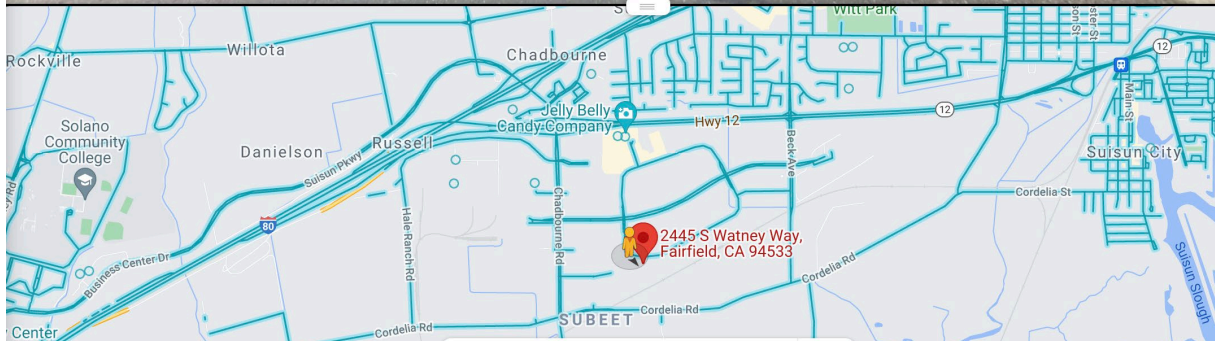 Witt Park
Rockville
Willota
Chadbourne
12
Main St
Jelly Belly
Candy Company
Hwy 12
12
Solano
Community
College
Danielson
Russell
Suisun Pkwy
Beck Ave
Suisun City
Cordelia St
80
Hale Ranch Rd
Chadbourne Rd
2445 S Watney Way,
Fairfield, CA 94533
Business Center Dr
Cordelia Rd
Suisun Slough
Cordelia Rd
SUBEET
Cordelia Rd
Center